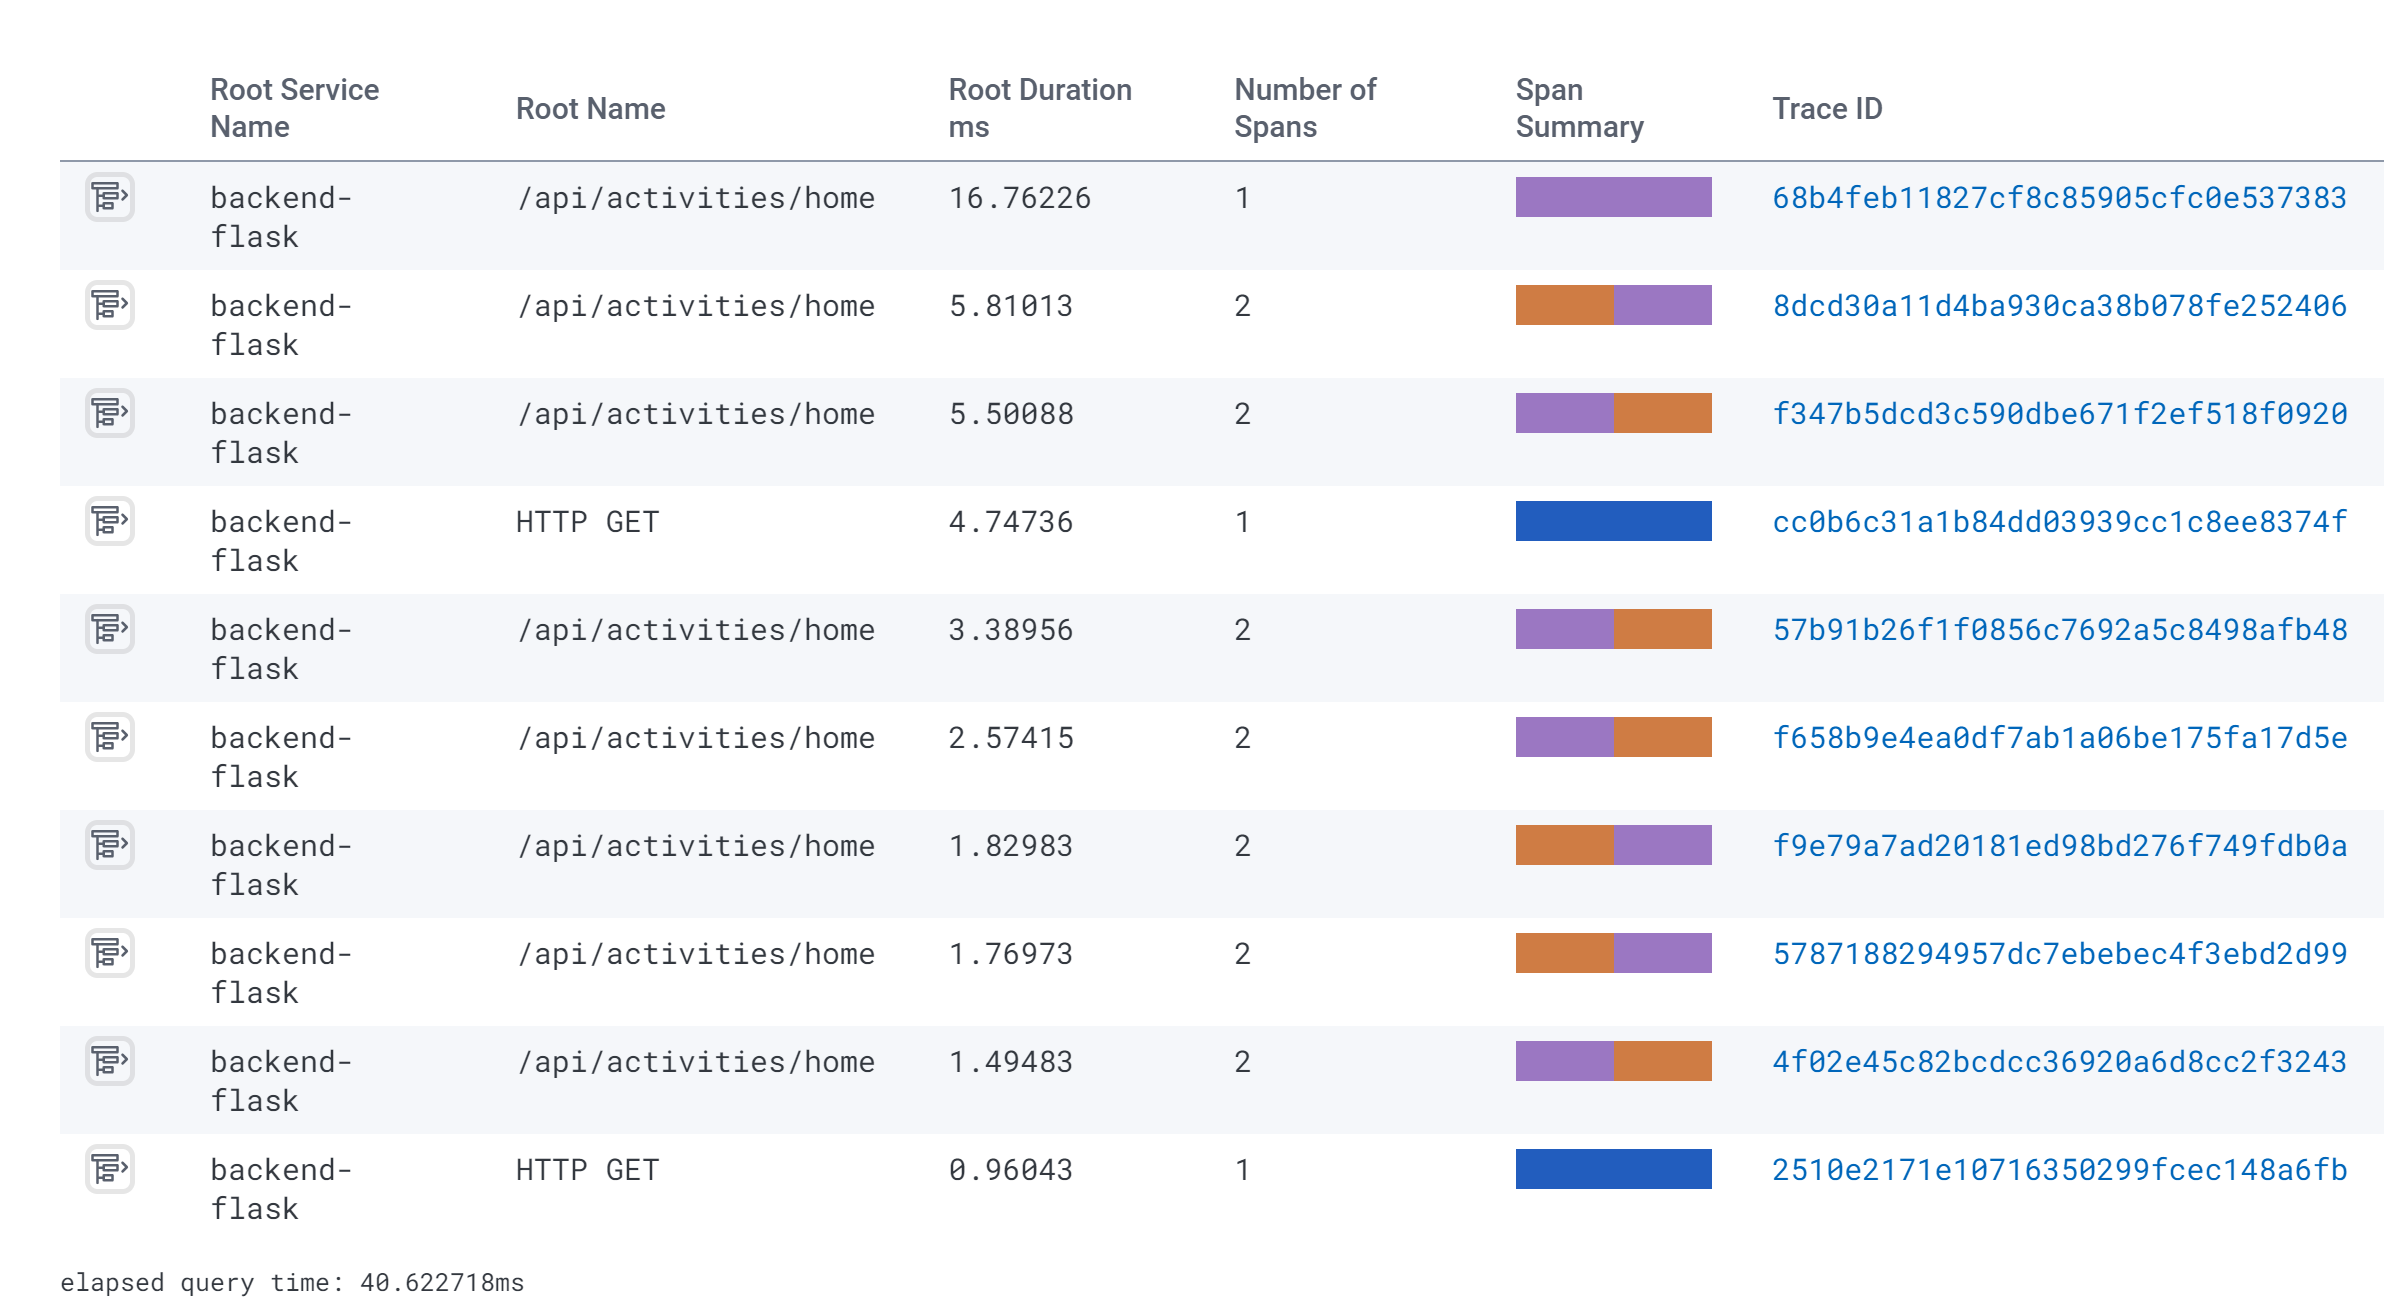 Root Service Name	Root Name	Root Duration ms	Number of Spans	Span Summary	Trace ID
backend-flask	/api/activities/home	16.76226	1	68b4feb11827cf8c85905cfc0e537383
backend-flask	/api/activities/home	5.81013	2	8dcd30a11d4ba930ca38b078fe252406
backend-flask	/api/activities/home	5.50088	2	f347b5dcd3c590dbe671f2ef518f0920
backend-flask	HTTP GET	4.74736	1	cc0b6c31a1b84dd03939cc1c8ee8374f
backend-flask	/api/activities/home	3.38956	2	57b91b26f1f0856c7692a5c8498afb48
backend-flask	/api/activities/home	2.57415	2	f658b9e4ea0df7ab1a06be175fa17d5e
backend-flask	/api/activities/home	1.82983	2	f9e79a7ad20181ed98bd276f749fdb0a
backend-flask	/api/activities/home	1.76973	2	5787188294957dc7ebebec4f3ebd2d99
backend-flask	/api/activities/home	1.49483	2	4f02e45c82bcdcc36920a6d8cc2f3243
backend-flask	HTTP GET	0.96043	1	2510e2171e10716350299fcec148a6fb
elapsed query time: 40.622718ms